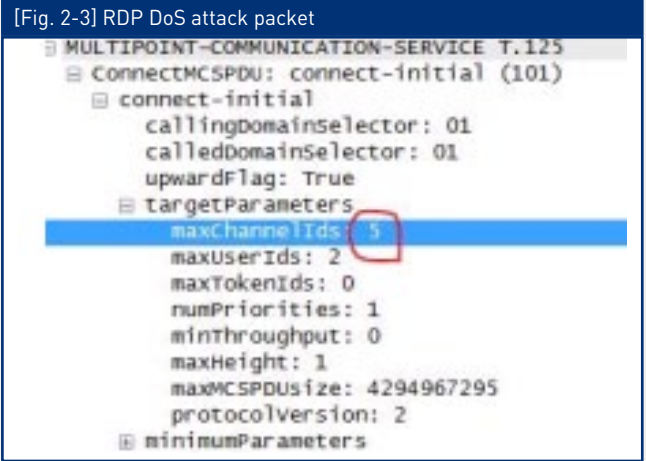 [Fig. 2-3] RDP DoS attack packet
MULTIPOINT-COMMUNICATION-SERVICE T.125
ConnectMCSPDU: connect-initial (101)
connect-initial
callingDomainSelector: 01
calledDomainSelector: 01
upwardFlag: True
targetParameters
maxChannelIds: 5
maxUserIds: 2
maxTokenIds: 0
numPriorities: 1
minThroughput: 0
maxHeight: 1
maxMCSPDUsize: 4294967295
protocolVersion: 2
minimumParameters